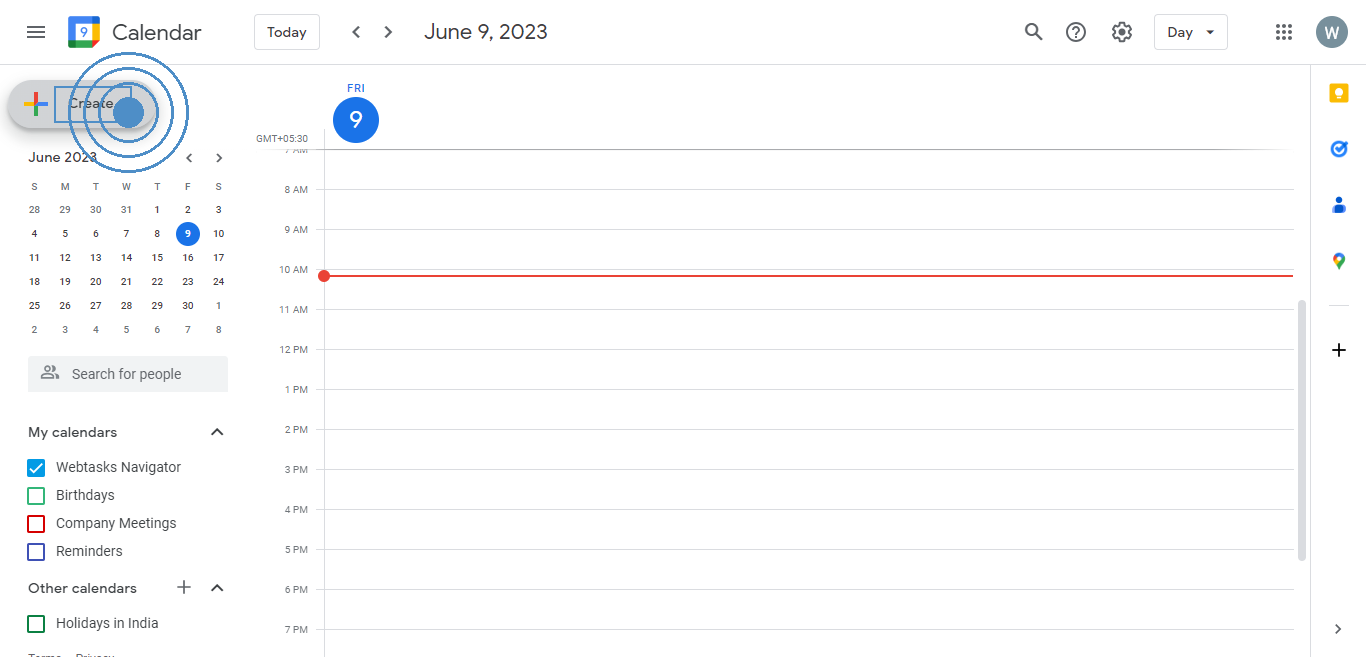 9 Calendar Today June 9, 2023 Day W
Create
FRI
9
GMT+05:30
June 2023
S M T W T F S
28 29 30 31 1 2 3
4 5 6 7 8 9 10
11 12 13 14 15 16 17
18 19 20 21 22 23 24
25 26 27 28 29 30 1
2 3 4 5 6 7 8
Search for people
My calendars
Webtasks Navigator
Birthdays
Company Meetings
Reminders
Other calendars
Holidays in India
Terms – Privacy
7 AM
8 AM
9 AM
10 AM
11 AM
12 PM
1 PM
2 PM
3 PM
4 PM
5 PM
6 PM
7 PM